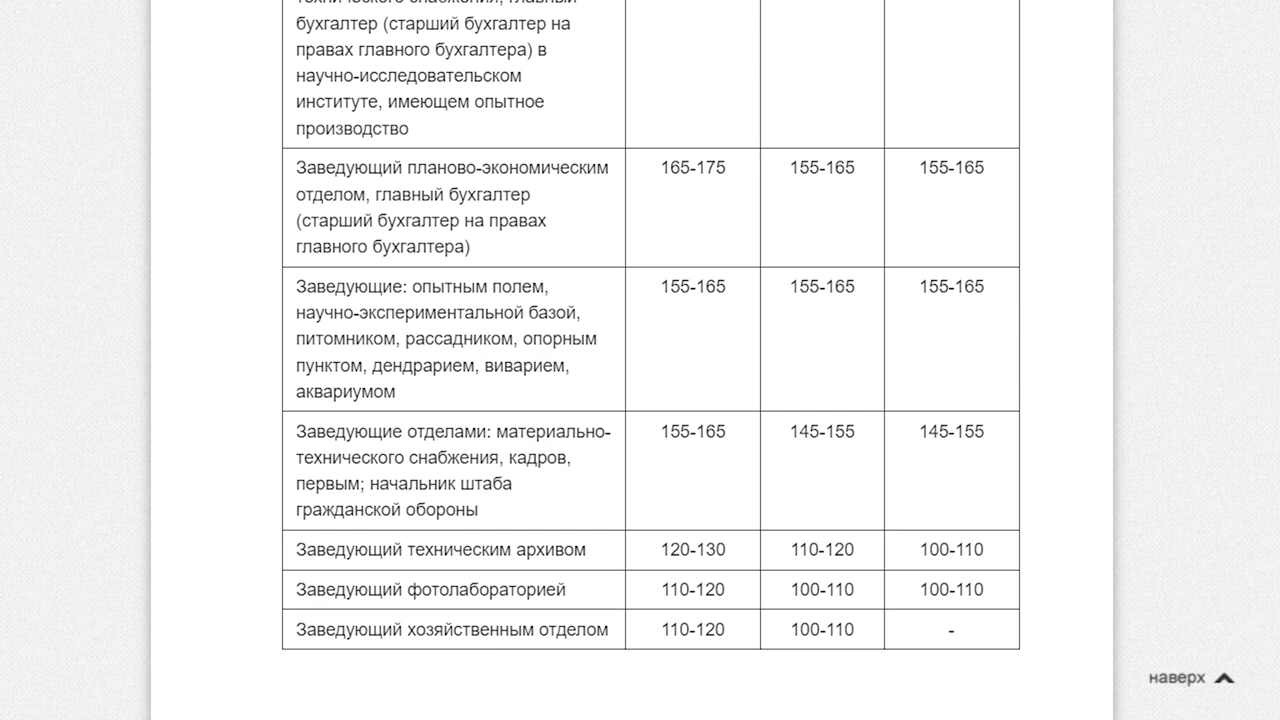 технического снабжения, главный
бухгалтер (старший бухгалтер на
правах главного бухгалтера) в
научно-исследовательском
институте, имеющем опытное
производство
Заведующий планово-экономическим 165-175 155-165 155-165
отделом, главный бухгалтер
(старший бухгалтер на правах
главного бухгалтера)
Заведующие: опытным полем, 155-165 155-165 155-165
научно-экспериментальной базой,
питомником, рассадником, опорным
пунктом, дендрарием, виварием,
аквариумом
Заведующие отделами: материально- 155-165 145-155 145-155
технического снабжения, кадров,
первым; начальник штаба
гражданской обороны
Заведующий техническим архивом 120-130 110-120 100-110
Заведующий фотолабораторией 110-120 100-110 100-110
Заведующий хозяйственным отделом 110-120 100-110 -
наверх